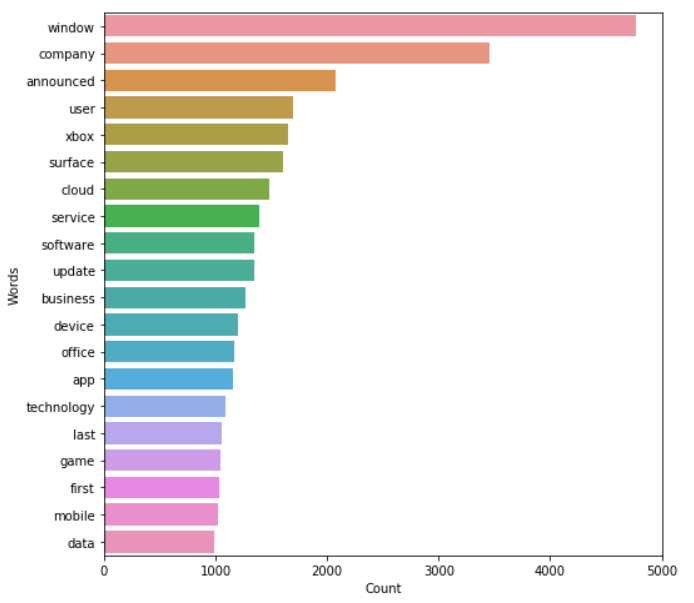 window
company
announced
user
xbox
surface
cloud
service
software
update
business
device
office
app
technology
last
game
first
mobile
data
Words
0 1000 2000 3000 4000 5000
Count